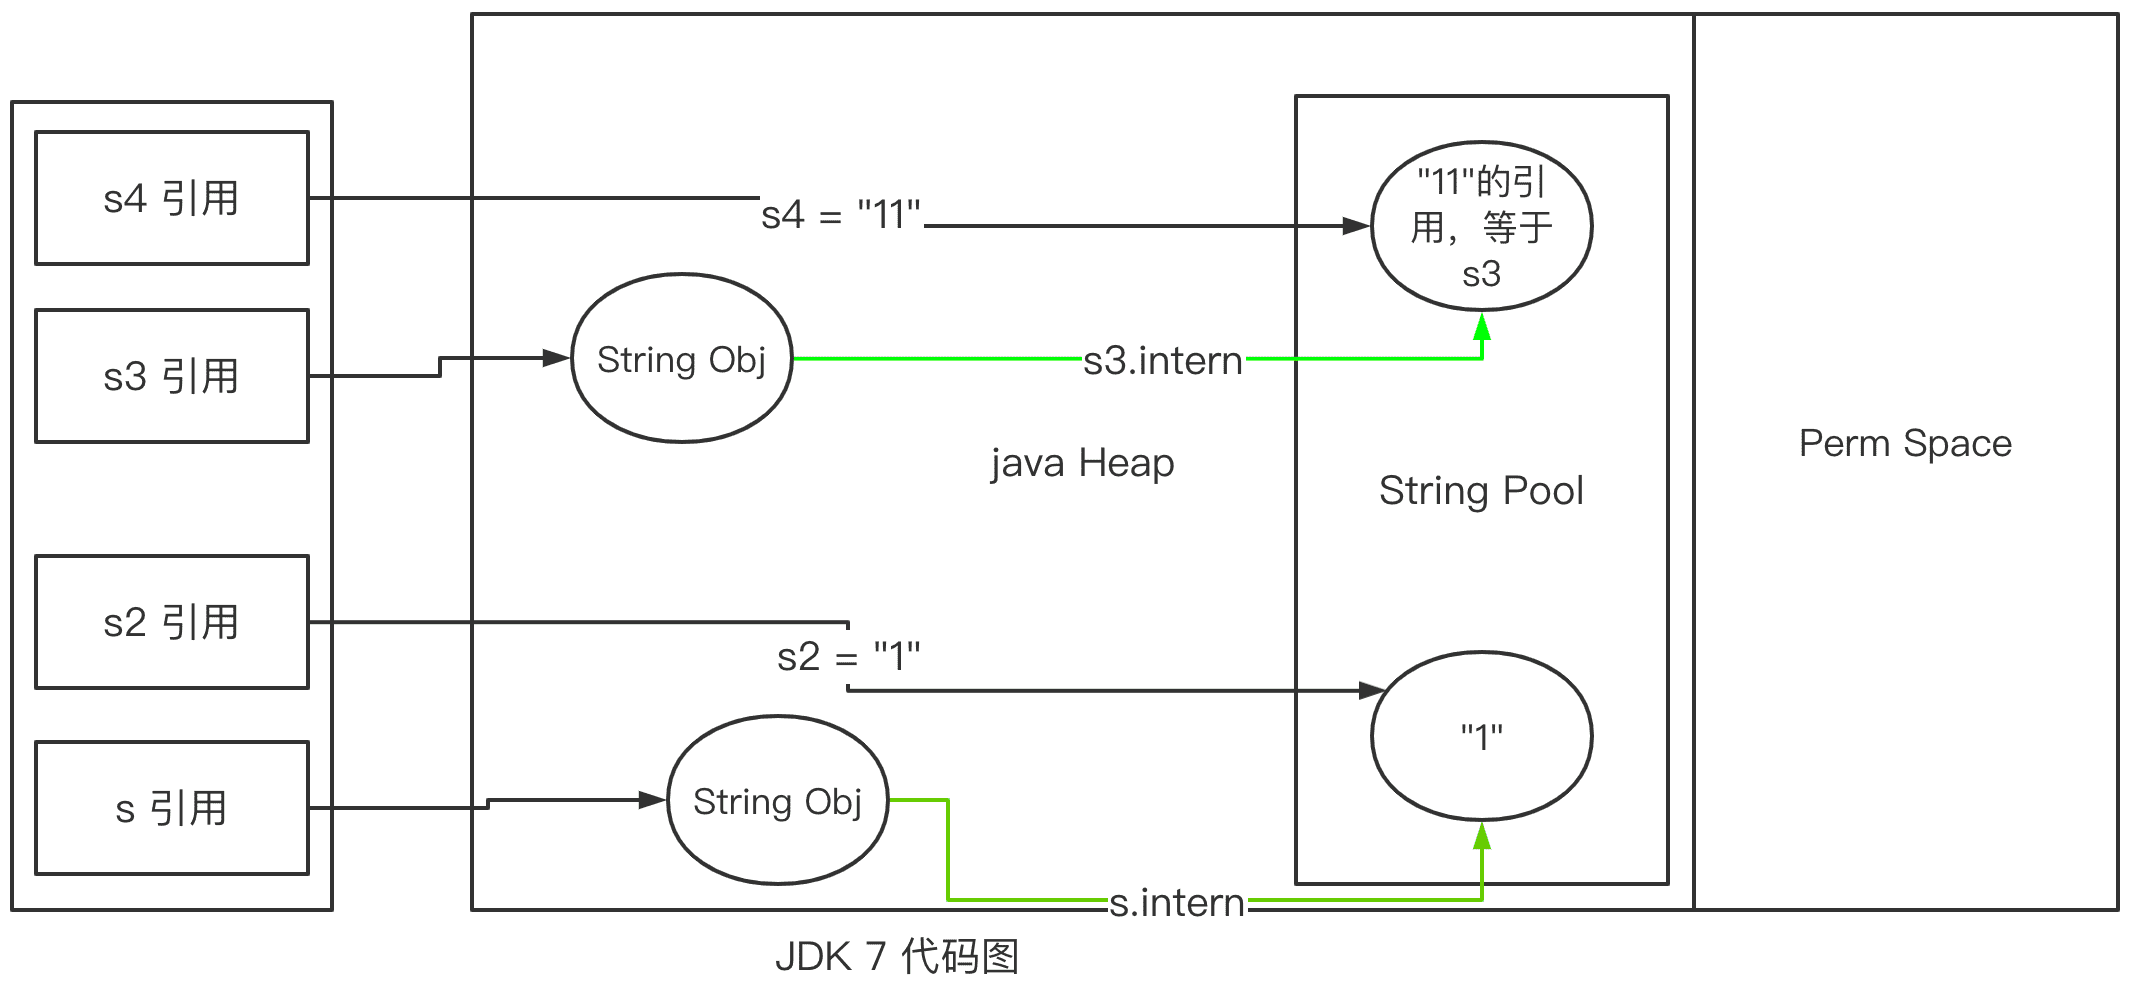 s4 引用
s4 = "11"
"11"的引
用，等于
s3
s3 引用
String Obj
s3.intern
java Heap
String Pool
Perm Space
s2 引用
s2 = "1"
"1"
s 引用
String Obj
s.intern
JDK 7 代码图